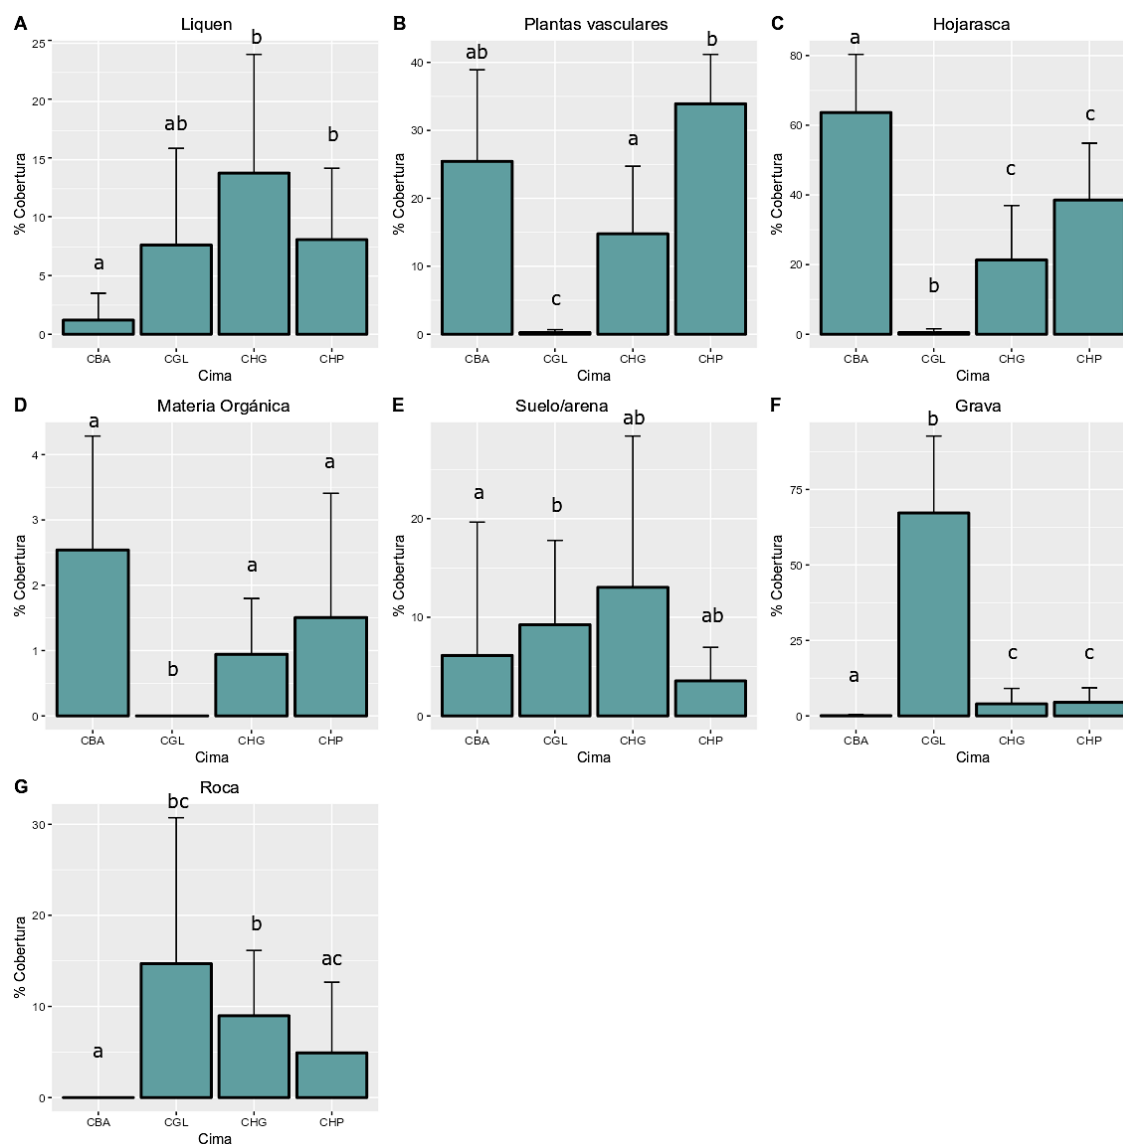 A Liquen
b
ab
b
a
25
20
15
10
5
0
% Cobertura
CBA CGL CHG CHP
Cima
B Plantas vasculares
ab
b
a
c
40
30
20
10
0
% Cobertura
CBA CGL CHG CHP
Cima
C Hojarasca
a
c
c
b
80
60
40
20
0
% Cobertura
CBA CGL CHG CHP
Cima
D Materia Orgánica
a
a
a
b
4
3
2
1
0
% Cobertura
CBA CGL CHG CHP
Cima
E Suelo/arena
ab
a
b
ab
20
10
0
% Cobertura
CBA CGL CHG CHP
Cima
F Grava
b
c
c
a
75
50
25
0
% Cobertura
CBA CGL CHG CHP
Cima
G Roca
bc
b
ac
a
30
20
10
0
% Cobertura
CBA CGL CHG CHP
Cima